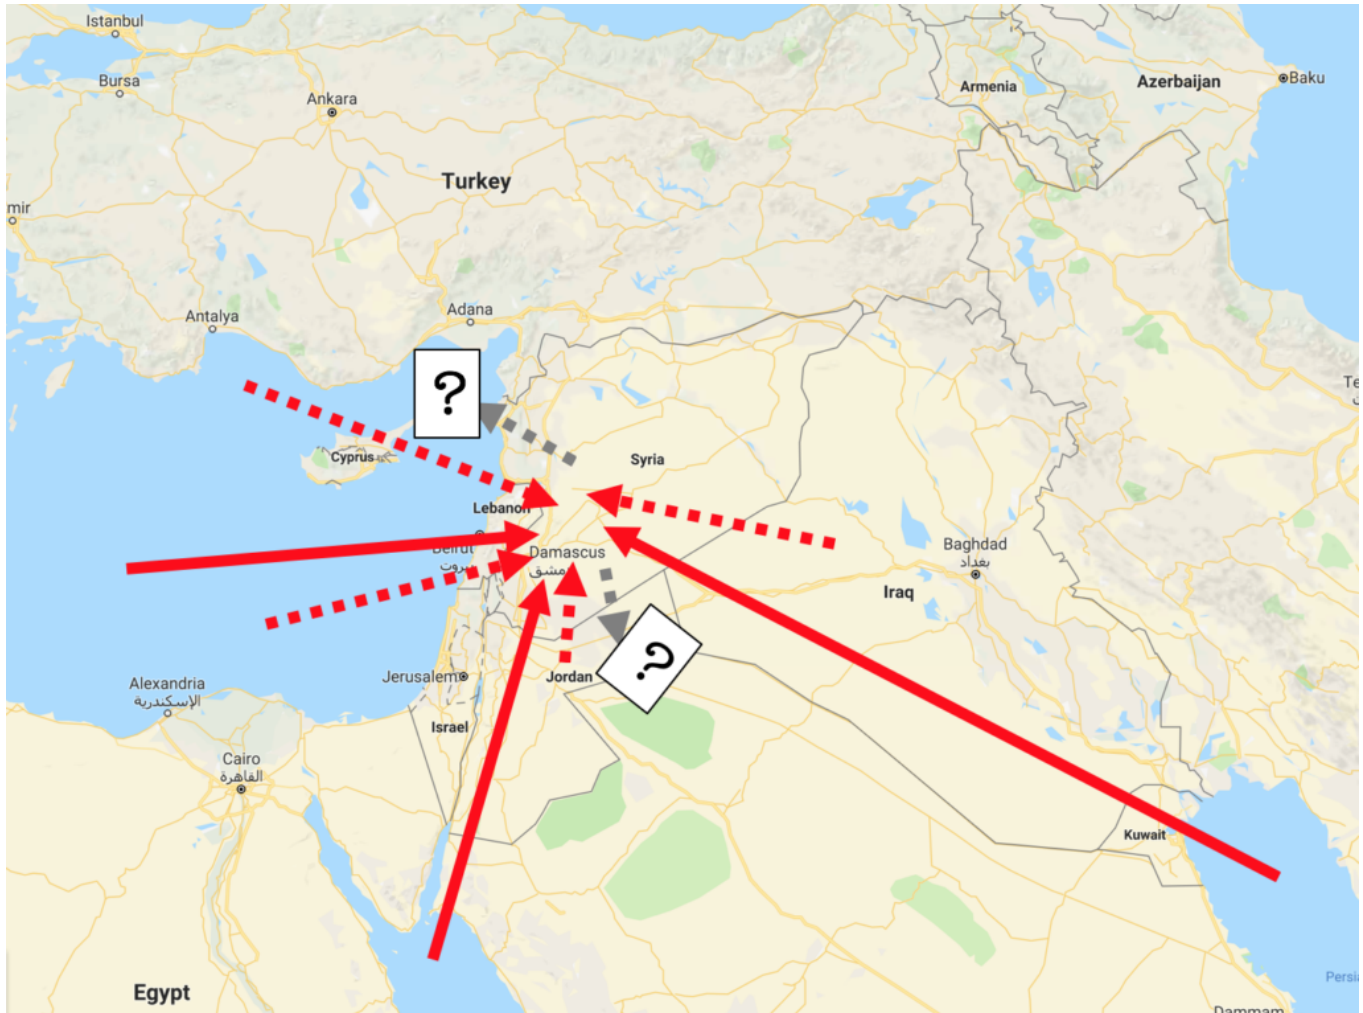 Istanbul
Bursa
Ankara
Armenia
Azerbaijan
Baku
mir
Turkey
Antalya
Adana
Te
?
Cyprus
Syria
Lebanon
Beirut
بيروت
Damascus
دمشق
Baghdad
بغداد
Iraq
?
Jerusalem
Jordan
Alexandria
الإسكندرية
Israel
Cairo
القاهرة
Kuwait
Egypt
Persia
Dammam